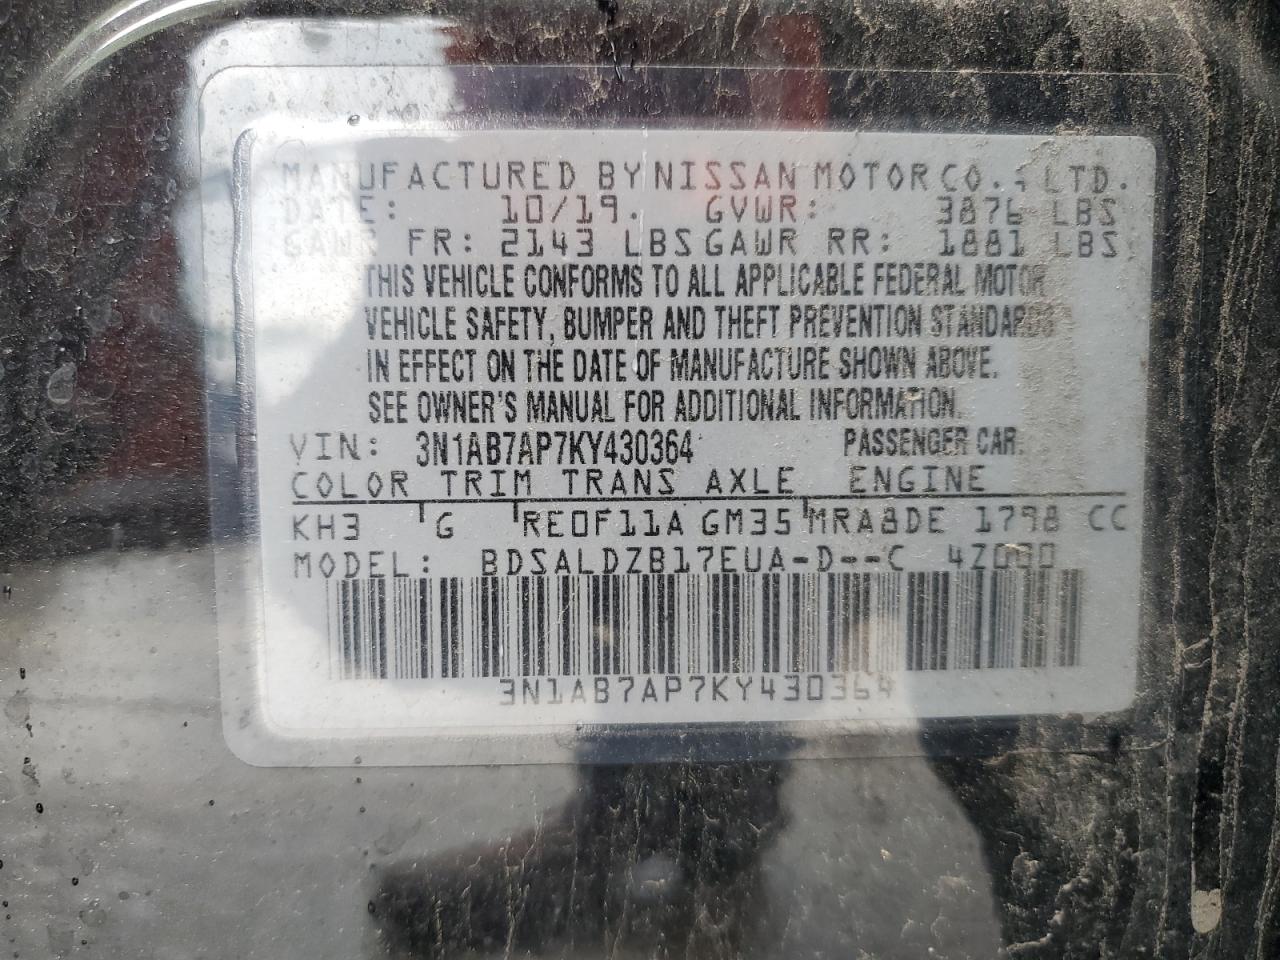 MANUFACTURED BY NISSAN MOTOR CO., LTD.
DATE: 10/19. GVWR: 3876 LBS
GAWR FR: 2143 LBS GAWR RR: 1881 LBS
THIS VEHICLE CONFORMS TO ALL APPLICABLE FEDERAL MOTOR
VEHICLE SAFETY, BUMPER AND THEFT PREVENTION STANDARDS
IN EFFECT ON THE DATE OF MANUFACTURE SHOWN ABOVE.
SEE OWNER'S MANUAL FOR ADDITIONAL INFORMATION.
VIN: 3N1AB7AP7KY430364 PASSENGER CAR.
COLOR TRIM TRANS AXLE ENGINE
KH3 G RE0F11A GM35 MRA8DE 1798 CC
MODEL: BDSALDZB17EUA-D--C 4Z000
3N1AB7AP7KY430364